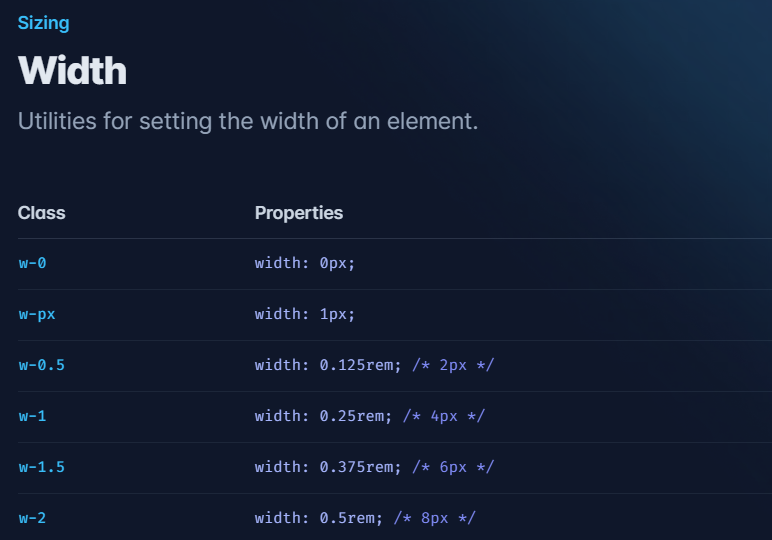 Sizing
Width
Utilities for setting the width of an element.
Class Properties
w-0 width: 0px;
w-px width: 1px;
w-0.5 width: 0.125rem; /* 2px */
w-1 width: 0.25rem; /* 4px */
w-1.5 width: 0.375rem; /* 6px */
w-2 width: 0.5rem; /* 8px */